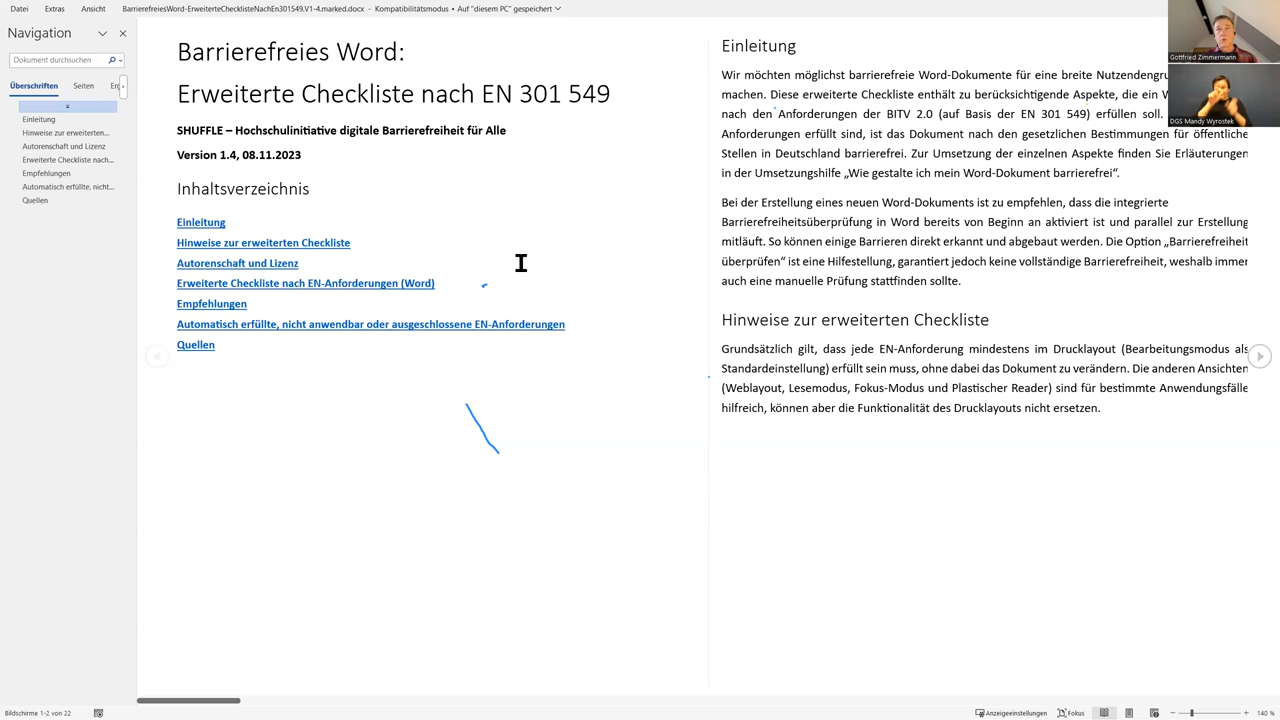 Datei Extras Ansicht BarrierefreiesWord-ErweiterteChecklisteNachEn301549.V1-4.marked.docx - Kompatibilitätsmodus • Auf "diesem PC" gespeichert
Navigation
Dokument durchsuchen
Überschriften Seiten
Einleitung
Hinweise zur erweiterten...
Autorenschaft und Lizenz
Erweiterte Checkliste nach...
Empfehlungen
Automatisch erfüllte, nicht...
Quellen
Barrierefreies Word:
Erweiterte Checkliste nach EN 301 549
SHUFFLE – Hochschulinitiative digitale Barrierefreiheit für Alle
Version 1.4, 08.11.2023
Inhaltsverzeichnis
Einleitung
Hinweise zur erweiterten Checkliste
Autorenschaft und Lizenz
Erweiterte Checkliste nach EN-Anforderungen (Word)
Empfehlungen
Automatisch erfüllte, nicht anwendbar oder ausgeschlossene EN-Anforderungen
Quellen
Einleitung
Wir möchten möglichst barrierefreie Word-Dokumente für eine breite
machen. Diese erweiterte Checkliste enthält zu berücksichtigende Aspekte, die ein
nach den Anforderungen der BITV 2.0 (auf Basis der EN 301 549) erfüllen soll.
Anforderungen erfüllt sind, ist das Dokument nach den gesetzlichen Bestimmungen für öffentliche
Stellen in Deutschland barrierefrei. Zur Umsetzung der einzelnen Aspekte finden Sie Erläuterungen
in der Umsetzungshilfe „Wie gestalte ich mein Word-Dokument barrierefrei“.
Bei der Erstellung eines neuen Word-Dokuments ist zu empfehlen, dass die integrierte
Barrierefreiheitsüberprüfung in Word bereits von Beginn an aktiviert ist und parallel zur Erstellung
mitläuft. So können einige Barrieren direkt erkannt und abgebaut werden. Die Option „Barrierefreiheit
überprüfen“ ist eine Hilfestellung, garantiert jedoch keine vollständige Barrierefreiheit, weshalb immer
auch eine manuelle Prüfung stattfinden sollte.
Hinweise zur erweiterten Checkliste
Grundsätzlich gilt, dass jede EN-Anforderung mindestens im Drucklayout (Bearbeitungsmodus als
Standardeinstellung) erfüllt sein muss, ohne dabei das Dokument zu verändern. Die anderen Ansichten
(Weblayout, Lesemodus, Fokus-Modus und Plastischer Reader) sind für bestimmte Anwendungsfälle
hilfreich, können aber die Funktionalität des Drucklayouts nicht ersetzen.
Gottfried Zimmermann
DGS Mandy Wyrostek
Bildschirme 1-2 von 22
Anzeigeeinstellungen Fokus 140 %